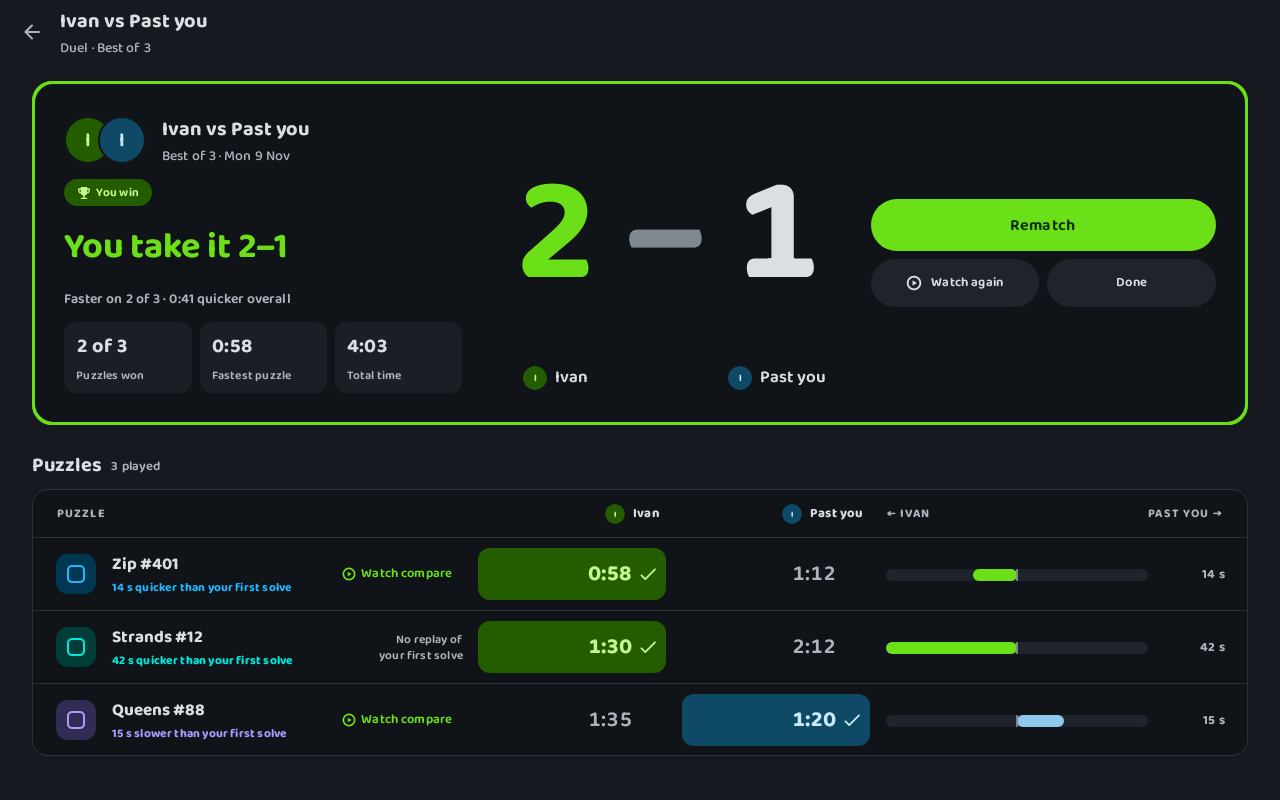 Ivan vs Past you
Duel · Best of 3
I I
Ivan vs Past you
Best of 3 · Mon 9 Nov
You win
You take it 2–1
Faster on 2 of 3 · 0:41 quicker overall
2 of 3
Puzzles won
0:58
Fastest puzzle
4:03
Total time
2 – 1
I Ivan
I Past you
Rematch
Watch again
Done
Puzzles 3 played
PUZZLE I Ivan I Past you ← IVAN PAST YOU →
Zip #401
14 s quicker than your first solve
Watch compare
0:58 1:12 14 s
Strands #12
42 s quicker than your first solve
No replay of
your first solve
1:30 2:12 42 s
Queens #88
15 s slower than your first solve
Watch compare
1:35 1:20 15 s